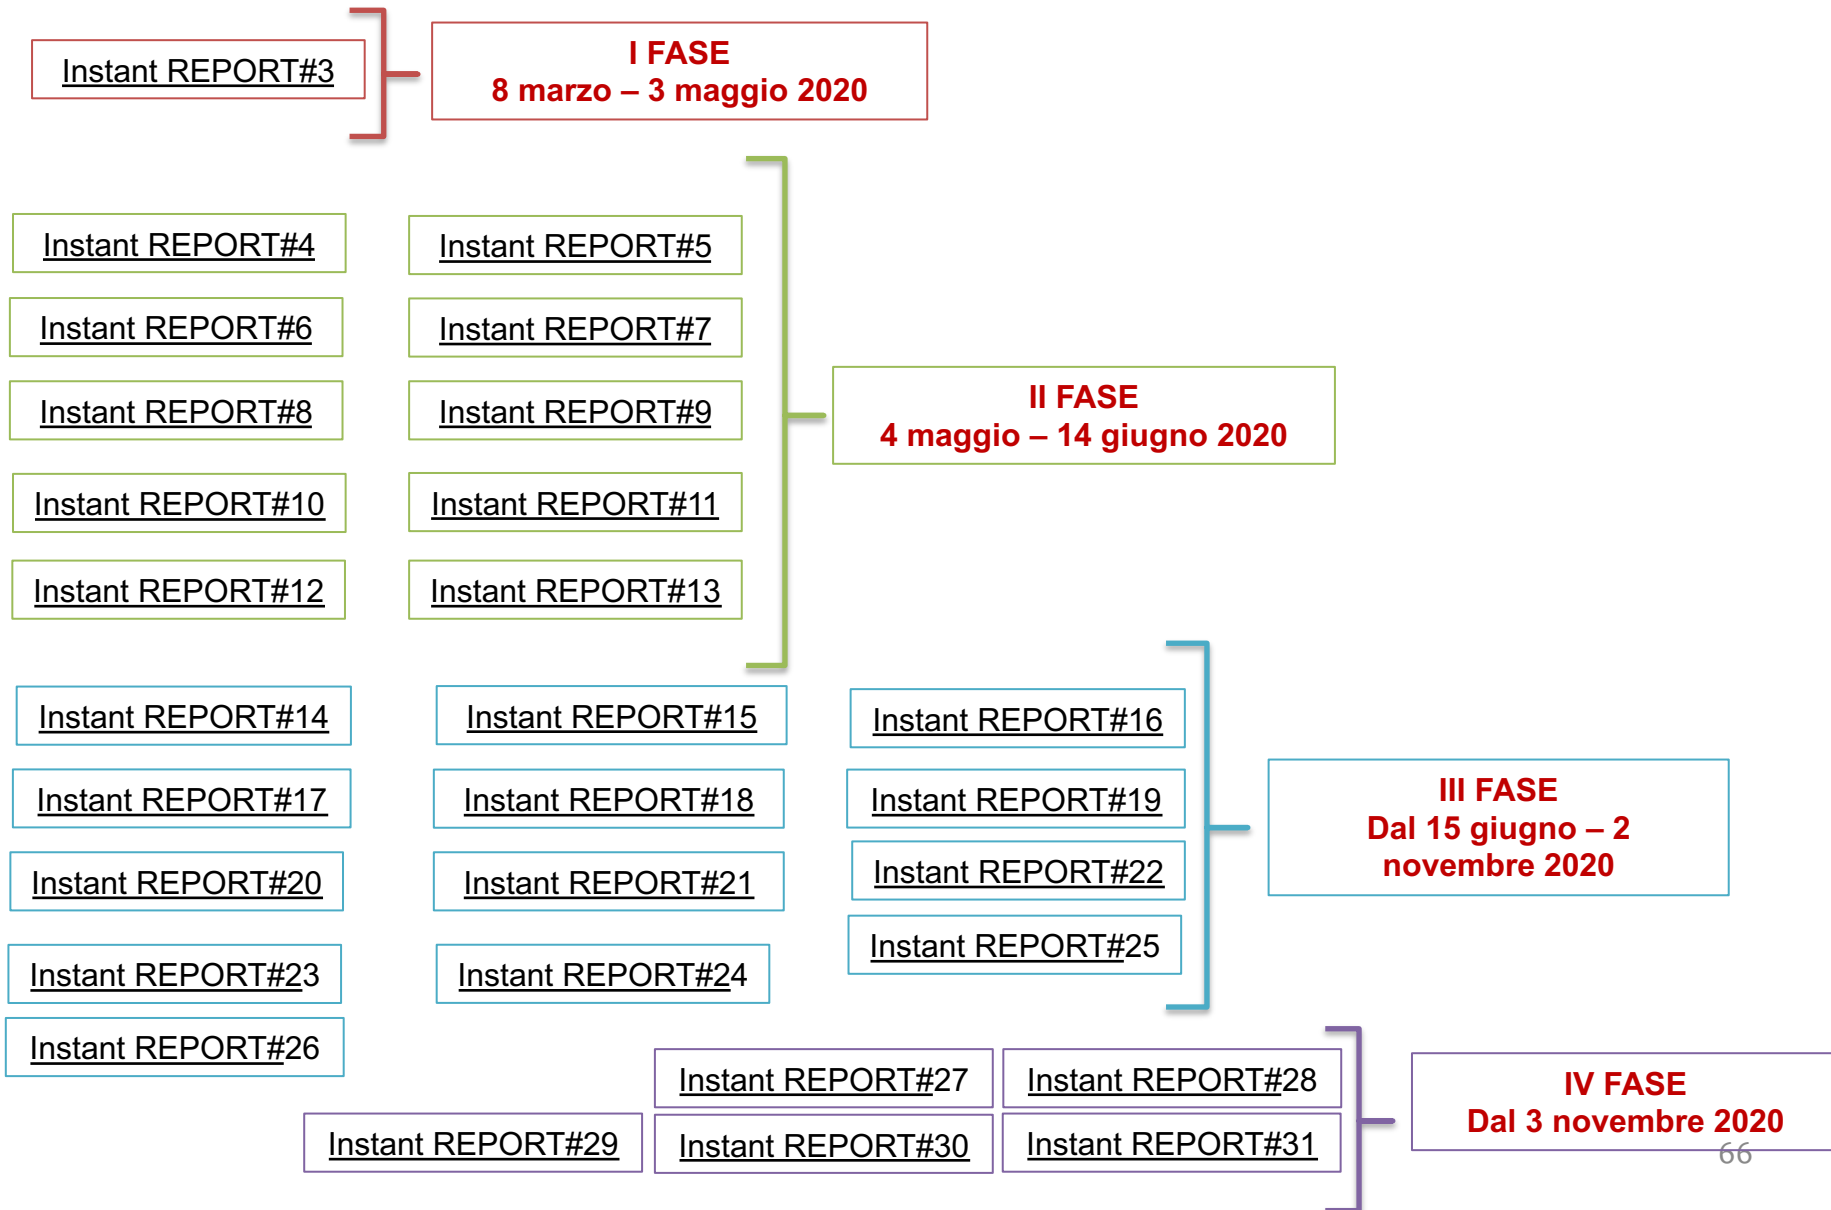 Instant REPORT#3
I FASE
8 marzo – 3 maggio 2020
Instant REPORT#4
Instant REPORT#5
Instant REPORT#6
Instant REPORT#7
Instant REPORT#8
Instant REPORT#9
Instant REPORT#10
Instant REPORT#11
Instant REPORT#12
Instant REPORT#13
II FASE
4 maggio – 14 giugno 2020
Instant REPORT#14
Instant REPORT#15
Instant REPORT#16
Instant REPORT#17
Instant REPORT#18
Instant REPORT#19
Instant REPORT#20
Instant REPORT#21
Instant REPORT#22
Instant REPORT#23
Instant REPORT#24
Instant REPORT#25
Instant REPORT#26
III FASE
Dal 15 giugno – 2
novembre 2020
Instant REPORT#27
Instant REPORT#28
Instant REPORT#29
Instant REPORT#30
Instant REPORT#31
IV FASE
Dal 3 novembre 2020
66